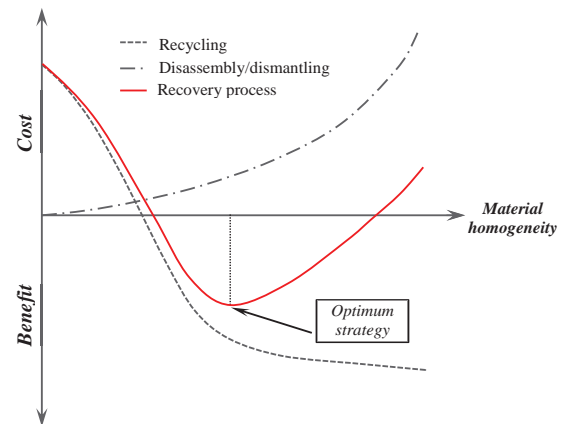 Recycling
Disassembly/dismantling
Recovery process
Cost
Benefit
Material
homogeneity
Optimum
strategy